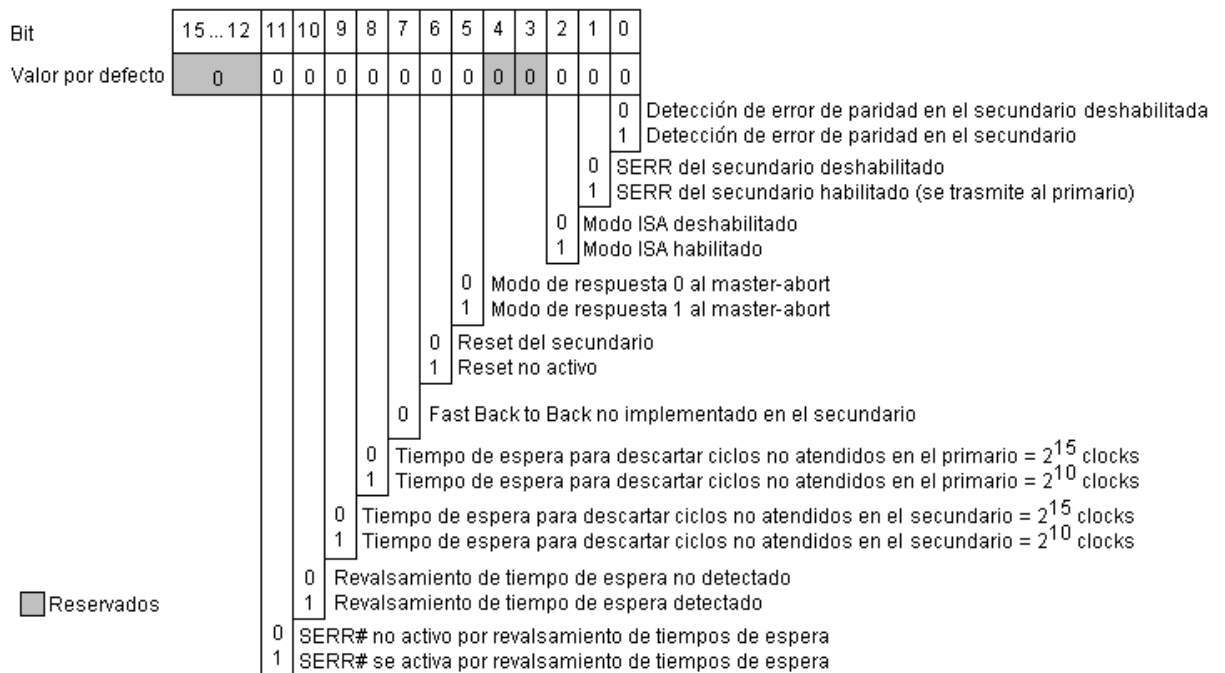 Bit 15...12 11 10 9 8 7 6 5 4 3 2 1 0
Valor por defecto 0 0 0 0 0 0 0 0 0 0 0 0 0
0 Detección de error de paridad en el secundario deshabilitada
1 Detección de error de paridad en el secundario
0 SERR del secundario deshabilitado
1 SERR del secundario habilitado (se trasmite al primario)
0 Modo ISA deshabilitado
1 Modo ISA habilitado
0 Modo de respuesta 0 al master-abort
1 Modo de respuesta 1 al master-abort
0 Reset del secundario
1 Reset no activo
0 Fast Back to Back no implementado en el secundario
0 Tiempo de espera para descartar ciclos no atendidos en el primario = 2^15 clocks
1 Tiempo de espera para descartar ciclos no atendidos en el primario = 2^10 clocks
0 Tiempo de espera para descartar ciclos no atendidos en el secundario = 2^15 clocks
1 Tiempo de espera para descartar ciclos no atendidos en el secundario = 2^10 clocks
0 Revalsamiento de tiempo de espera no detectado
1 Revalsamiento de tiempo de espera detectado
Reservados
0 SERR# no activo por revalsamiento de tiempos de espera
1 SERR# se activa por revalsamiento de tiempos de espera